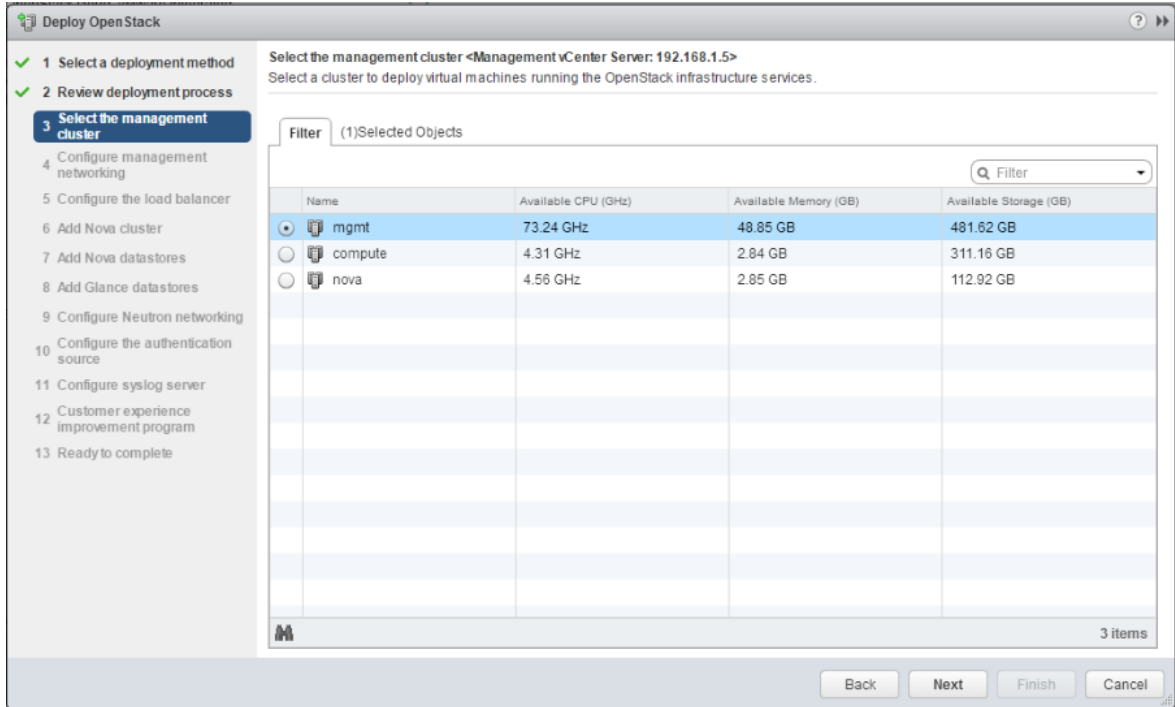 Deploy OpenStack
?
1 Select a deployment method
2 Review deployment process
3 Select the management
cluster
4 Configure management
networking
5 Configure the load balancer
6 Add Nova cluster
7 Add Nova datastores
8 Add Glance datastores
9 Configure Neutron networking
10 Configure the authentication
source
11 Configure syslog server
12 Customer experience
improvement program
13 Ready to complete
Select the management cluster <Management vCenter Server: 192.168.1.5>
Select a cluster to deploy virtual machines running the OpenStack infrastructure services.
Filter (1)Selected Objects
Filter
Name Available CPU (GHz) Available Memory (GB) Available Storage (GB)
mgmt 73.24 GHz 48.85 GB 481.62 GB
compute 4.31 GHz 2.84 GB 311.16 GB
nova 4.56 GHz 2.85 GB 112.92 GB
3 items
Back Next Finish Cancel